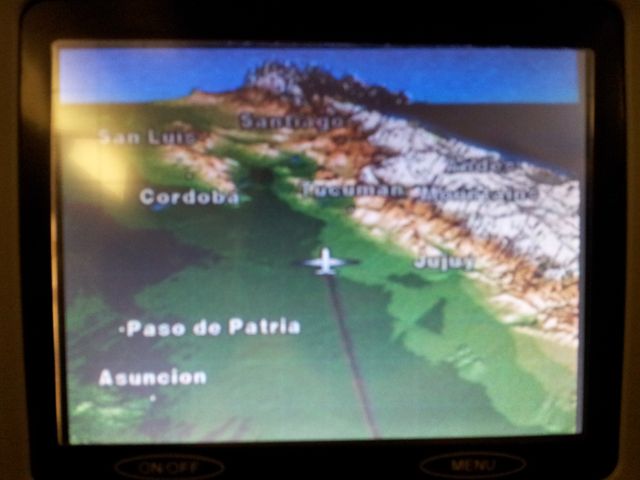 Santiago
San Luis
Andes
Mountains
Tucuman
Cordoba
Jujuy
Paso de Patria
Asuncion
ON·OFF
MENU